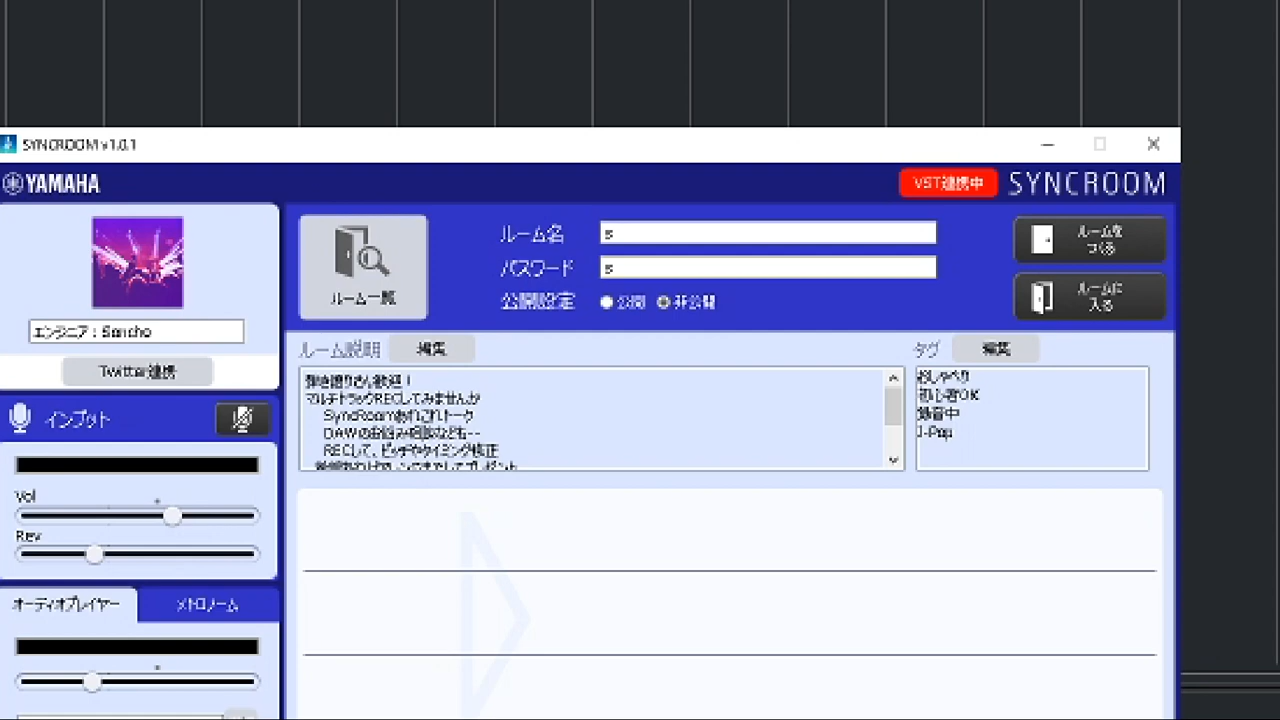 SYNCROOM v1.0.1
YAMAHA
VST連携中
SYNCROOM
エンジニア：Sancho
Twitter連携
インプット
Vol
Rev
オーディオプレイヤー
メトロノーム
ルーム一覧
ルーム名
s
パスワード
s
公開設定
公開
非公開
ルームを
つくる
ルームに
入る
ルーム説明
編集
弾き語りさん歓迎！
マルチトラックRECしてみませんか
SyncRoomあれこれトーク
DAWのお悩み相談なども--
RECして、ピッチやタイミング修正
タグ
編集
おしゃべり
初心者OK
録音中
J-Pop